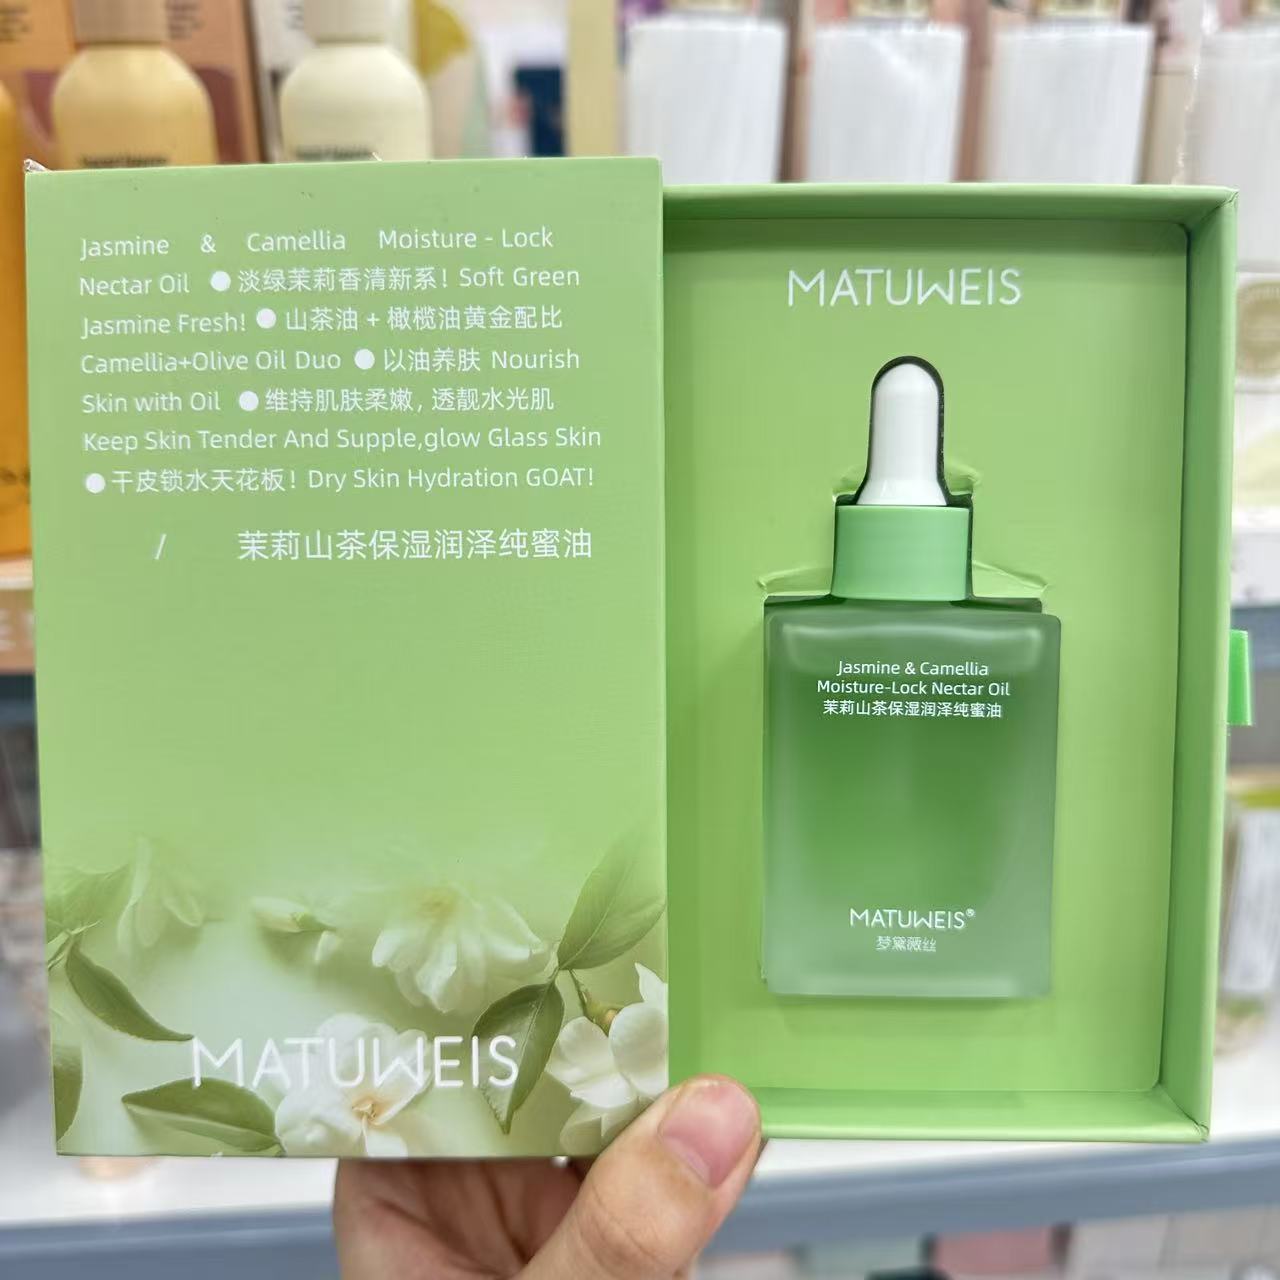 Jasmine & Camellia Moisture - Lock
Nectar Oil ●淡绿茉莉香清新系！Soft Green
Jasmine Fresh! ● 山茶油 + 橄榄油黄金配比
Camellia+Olive Oil Duo ● 以油养肤 Nourish
Skin with Oil ●维持肌肤柔嫩，透靓水光肌
Keep Skin Tender And Supple,glow Glass Skin
●干皮锁水天花板！Dry Skin Hydration GOAT!
/ 茉莉山茶保湿润泽纯蜜油
MATUWEIS
MATUWEIS
Jasmine & Camellia
Moisture-Lock Nectar Oil
茉莉山茶保湿润泽纯蜜油
MATUWEIS®
梦黛薇丝